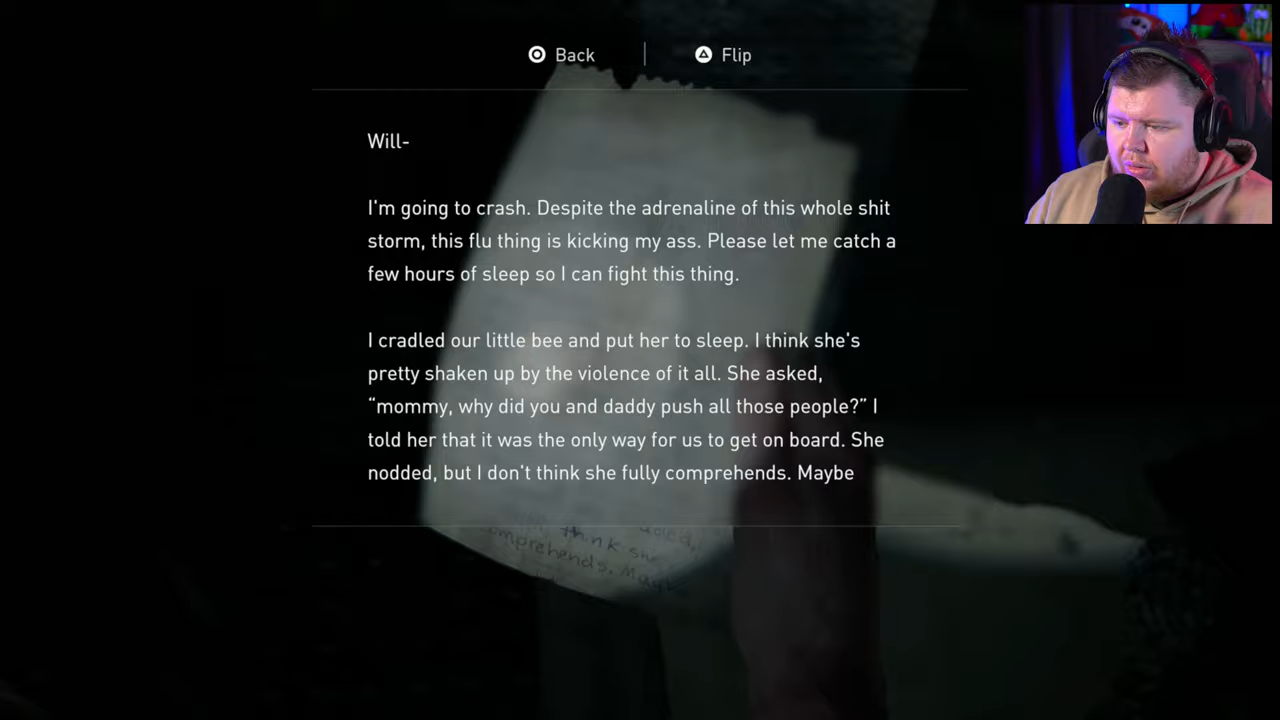 Back
Flip
Will-
I'm going to crash. Despite the adrenaline of this whole shit
storm, this flu thing is kicking my ass. Please let me catch a
few hours of sleep so I can fight this thing.
I cradled our little bee and put her to sleep. I think she's
pretty shaken up by the violence of it all. She asked,
“mommy, why did you and daddy push all those people?” I
told her that it was the only way for us to get on board. She
nodded, but I don't think she fully comprehends. Maybe
think she
comprehends. Mayb